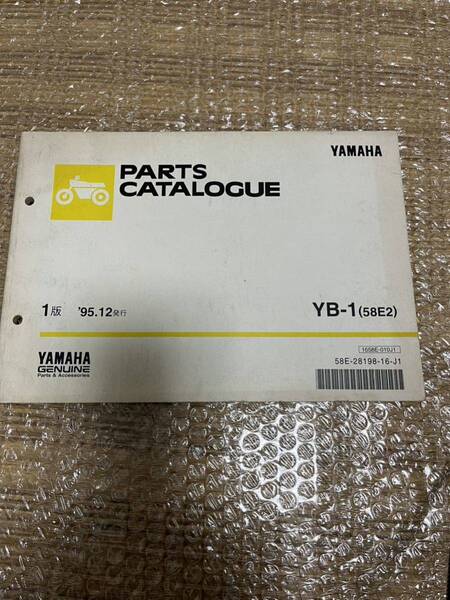 YAMAHA
PARTS
CATALOGUE
1版 '95.12発行
YB-1(58E2)
1658E-010J1
58E-28198-16-J1
YAMAHA
GENUINE
Parts & Accessories